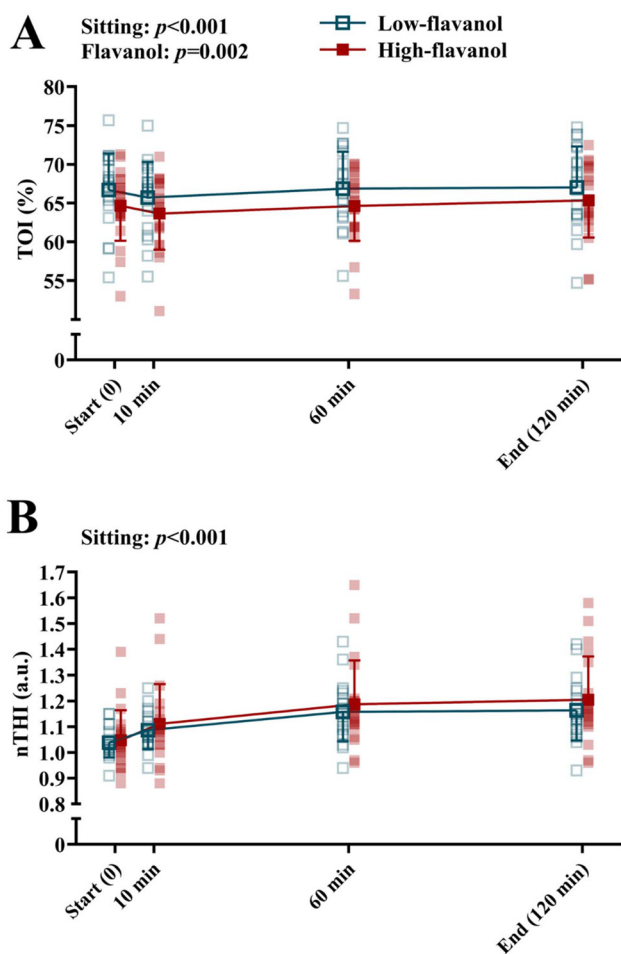 A
Sitting: p<0.001
Flavanol: p=0.002
Low-flavanol
High-flavanol
TOI (%)
80
75
70
65
60
55
0
Start (0)
10 min
60 min
End (120 min)
B
Sitting: p<0.001
nTHI (a.u.)
1.7
1.6
1.5
1.4
1.3
1.2
1.1
1.0
0.9
0.8
0
Start (0)
10 min
60 min
End (120 min)